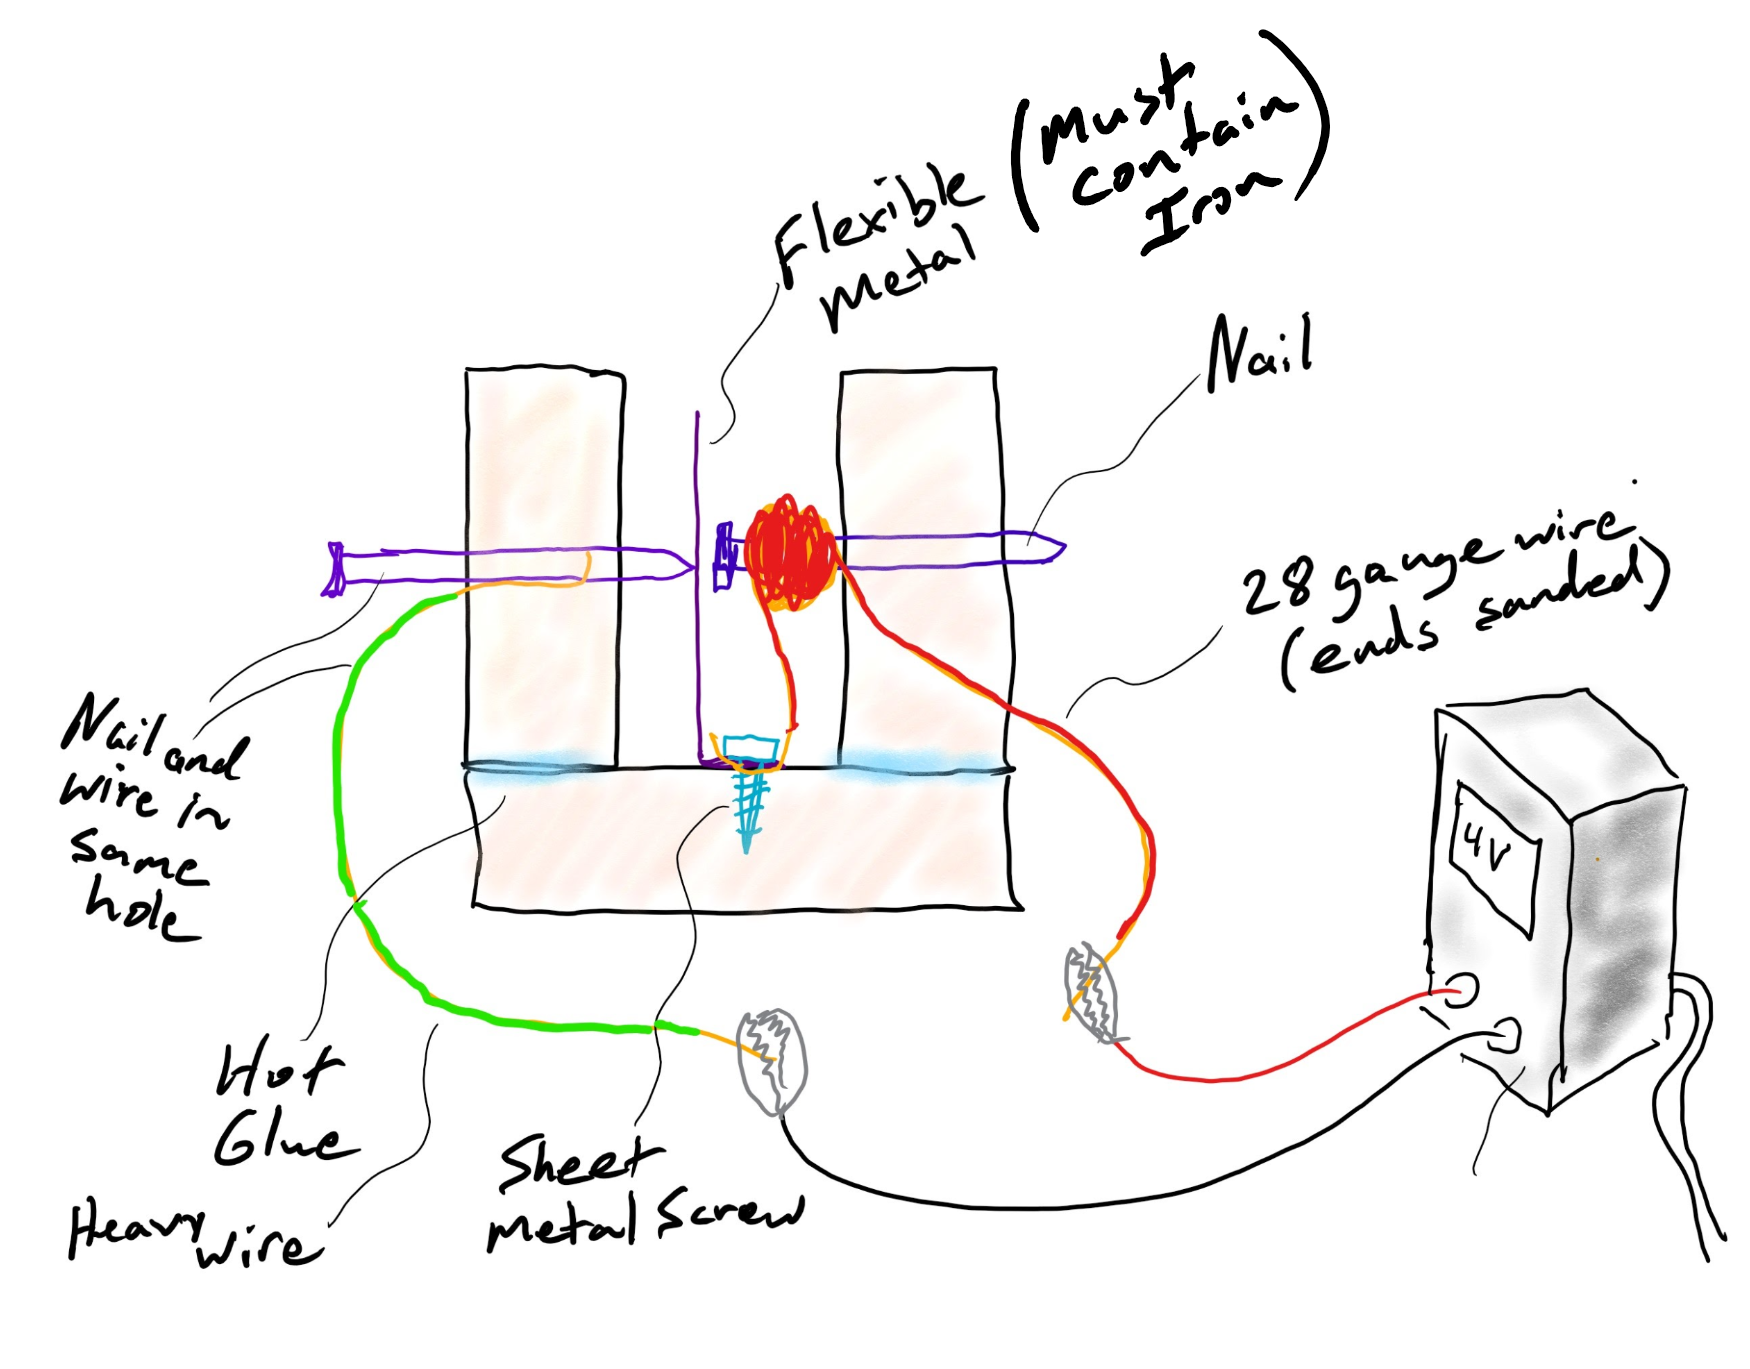 (Must
contain
Iron)
Flexible
metal
Nail
28 gauge wire
(ends sanded)
Nail and
wire in
same
hole
4V
Hot
Glue
Sheet
metal Screw
Heavy
wire